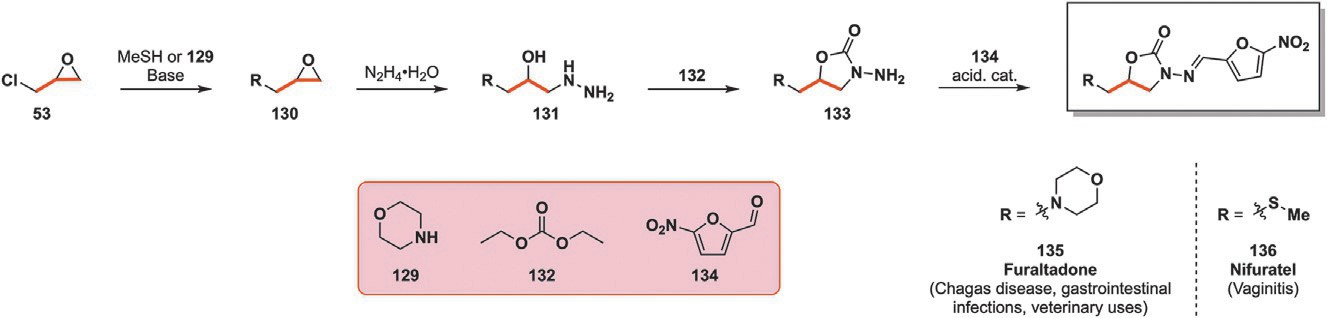 Cl
O
53
MeSH or 129
Base
R
O
130
N₂H₄•H₂O
R
OH
H
N
NH₂
131
132
R
O
O
N
NH₂
133
134
acid. cat.
R
O
O
N
N
O
NO₂
O
NH
129
O
O
O
132
O₂N
O
O
134
R =
N
O
135
Furaltadone
(Chagas disease, gastrointestinal
infections, veterinary uses)
R =
S
Me
136
Nifuratel
(Vaginitis)